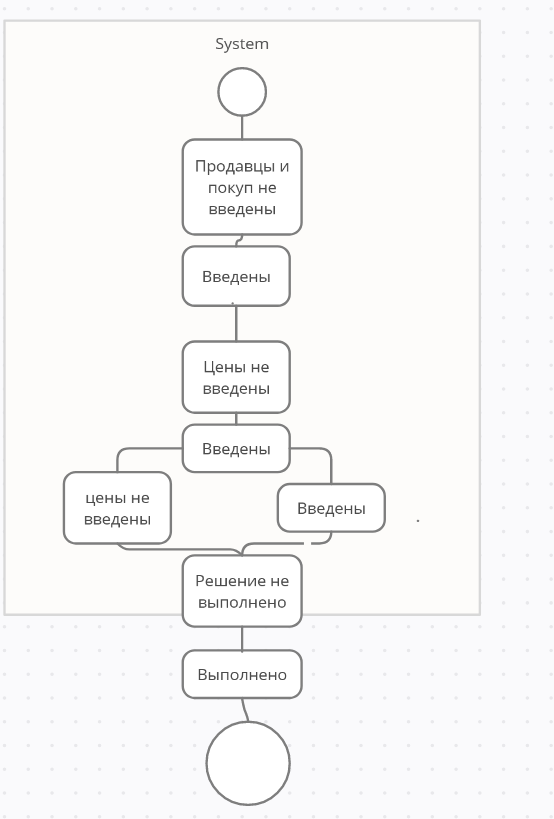 System
Продавцы и
покуп не
введены
Введены
Цены не
введены
Введены
цены не
введены
Введены
Решение не
выполнено
Выполнено